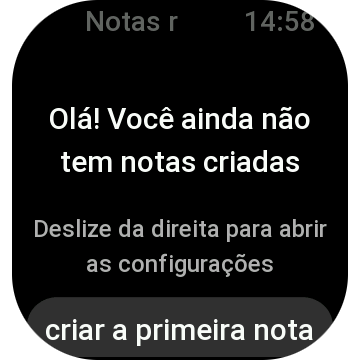 Notas r
14:58
Olá! Você ainda não
tem notas criadas
Deslize da direita para abrir
as configurações
criar a primeira nota